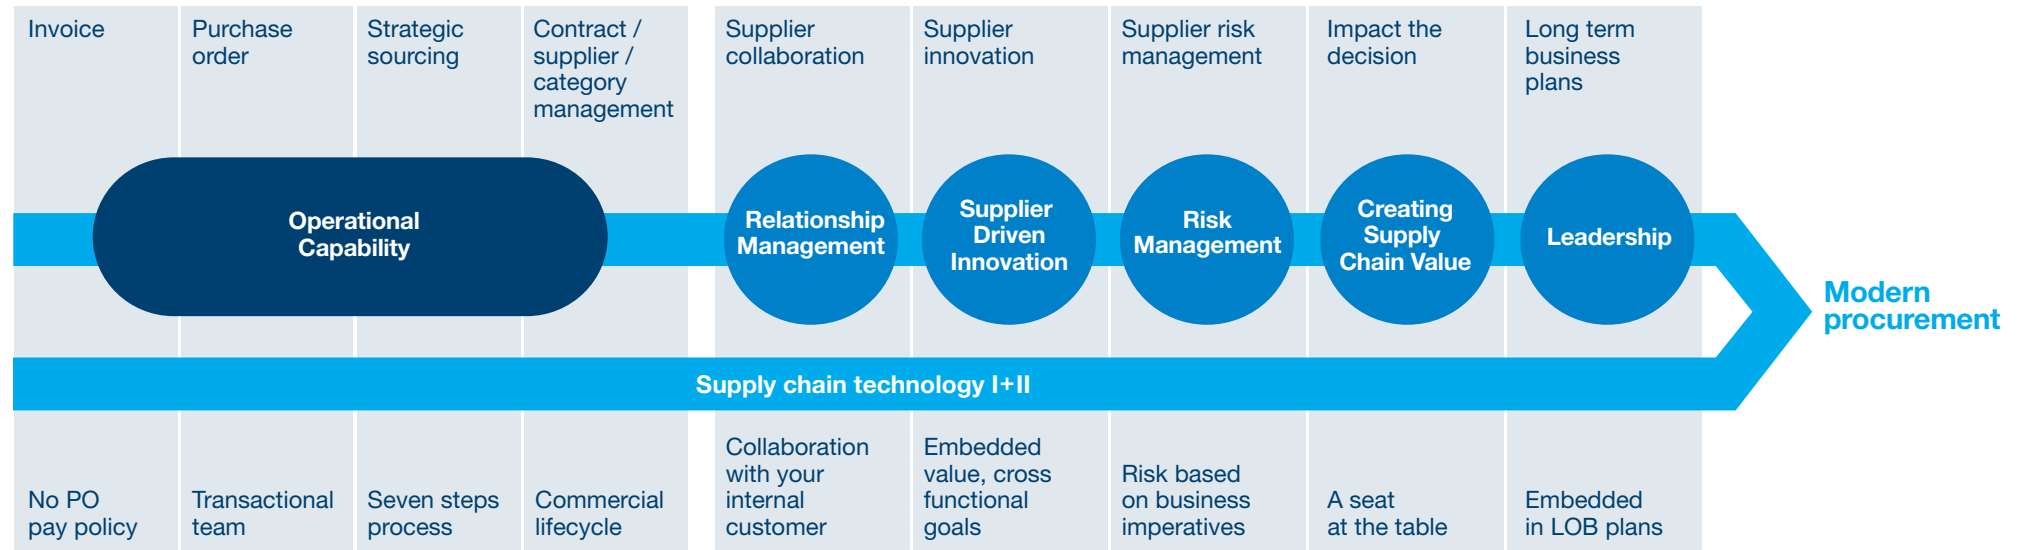 Invoice
Purchase
order
Strategic
sourcing
Contract /
supplier /
category
management
Supplier
collaboration
Supplier
innovation
Supplier risk
management
Impact the
decision
Long term
business
plans
Operational
Capability
Relationship
Management
Supplier
Driven
Innovation
Risk
Management
Creating
Supply
Chain Value
Leadership
Modern
procurement
Supply chain technology I+II
No PO
pay policy
Transactional
team
Seven steps
process
Commercial
lifecycle
Collaboration
with your
internal
customer
Embedded
value, cross
functional
goals
Risk based
on business
imperatives
A seat
at the table
Embedded
in LOB plans